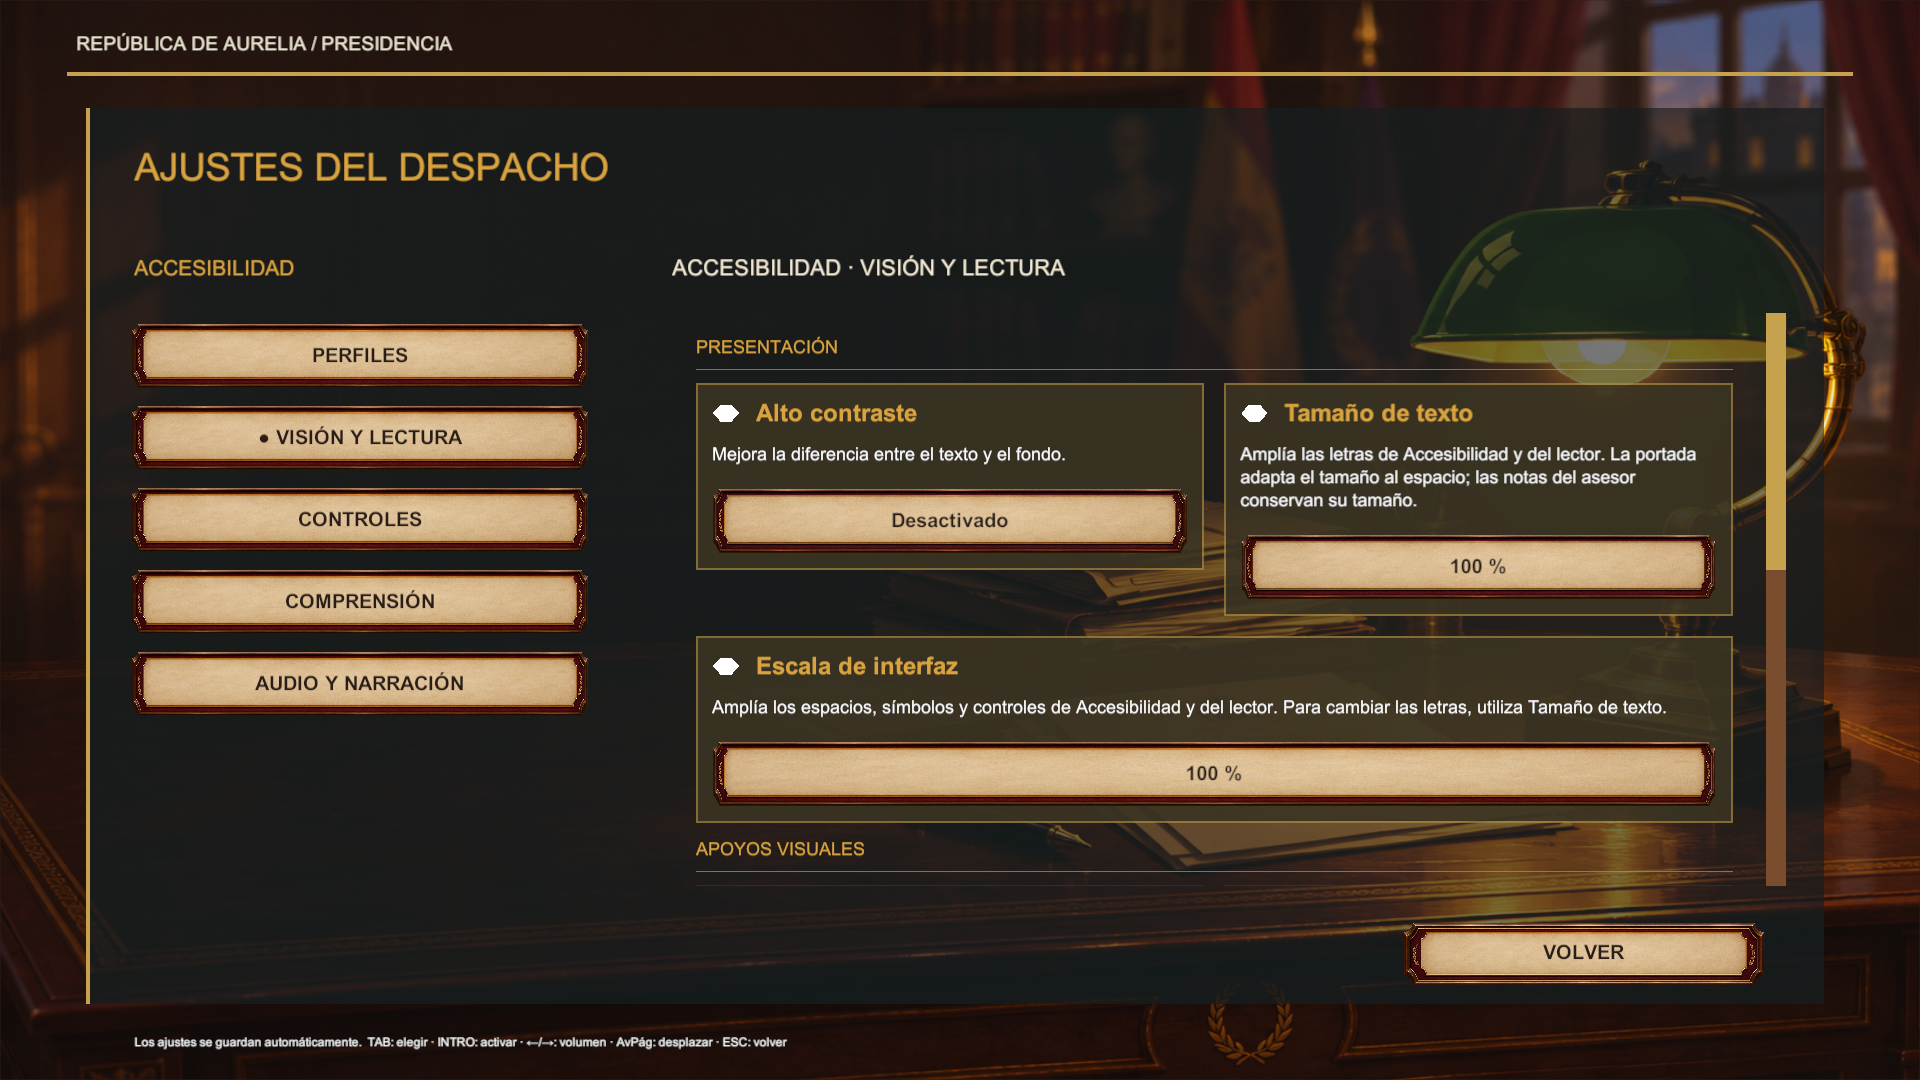 REPÚBLICA DE AURELIA / PRESIDENCIA
AJUSTES DEL DESPACHO
ACCESIBILIDAD
PERFILES
● VISIÓN Y LECTURA
CONTROLES
COMPRENSIÓN
AUDIO Y NARRACIÓN
ACCESIBILIDAD · VISIÓN Y LECTURA
PRESENTACIÓN
Alto contraste
Mejora la diferencia entre el texto y el fondo.
Desactivado
Tamaño de texto
Amplía las letras de Accesibilidad y del lector. La portada
adapta el tamaño al espacio; las notas del asesor
conservan su tamaño.
100 %
Escala de interfaz
Amplía los espacios, símbolos y controles de Accesibilidad y del lector. Para cambiar las letras, utiliza Tamaño de texto.
100 %
APOYOS VISUALES
VOLVER
Los ajustes se guardan automáticamente. TAB: elegir · INTRO: activar · ←/→: volumen · AvPág: desplazar · ESC: volver